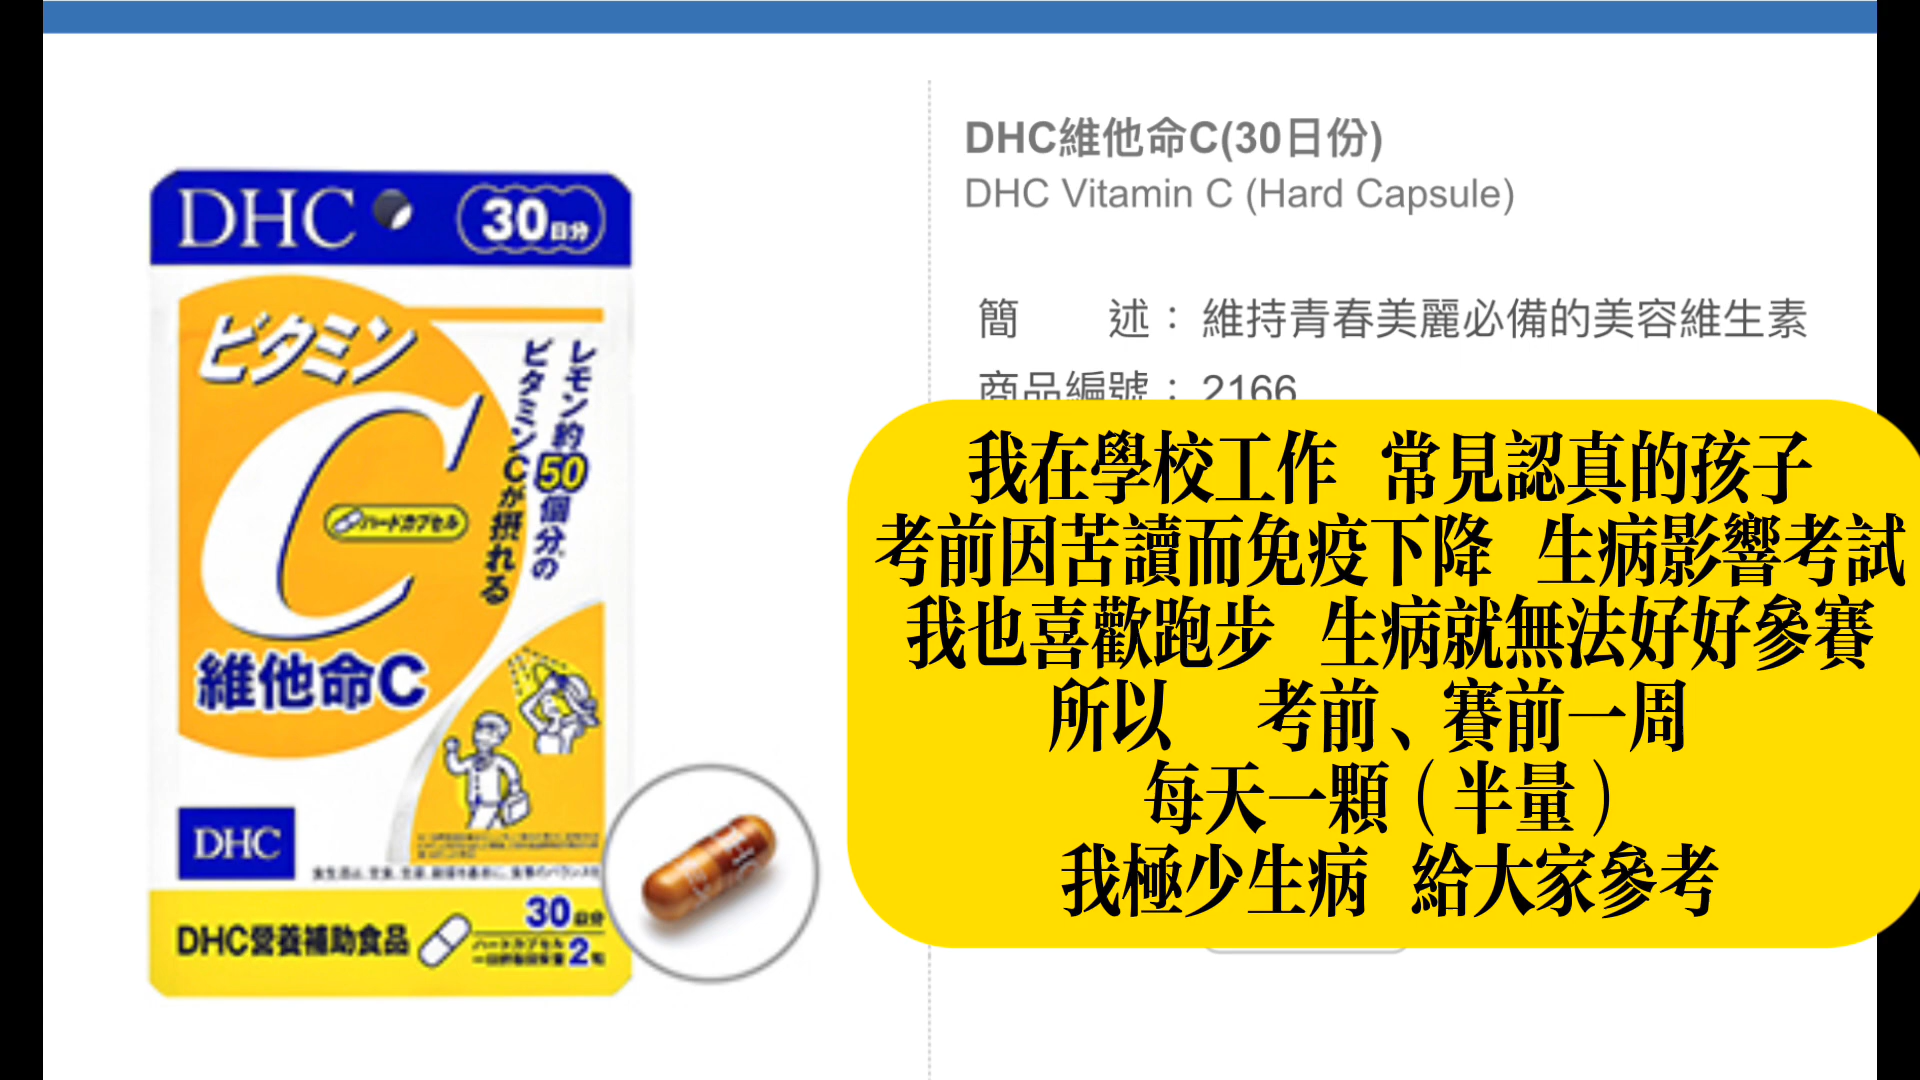 DHC維他命C(30日份)
DHC Vitamin C (Hard Capsule)
簡 述：維持青春美麗必備的美容維生素
商品編號：2166
DHC
30日分
ビタミン
C
レモン約50個分の
ビタミンCが摂れる
ハードカプセル
維他命C
DHC
DHC營養補助食品
30日分
2粒
我在學校工作 常見認真的孩子
考前因苦讀而免疫下降 生病影響考試
我也喜歡跑步 生病就無法好好參賽
所以 考前、賽前一周
每天一顆（半量）
我極少生病 給大家參考